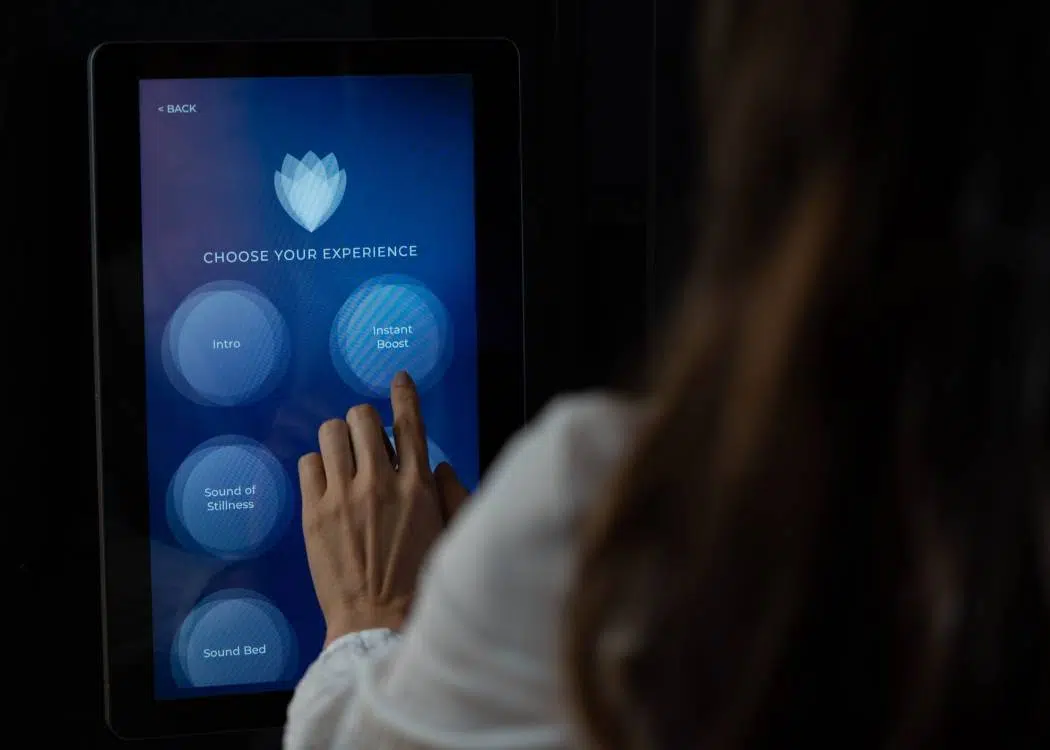 < BACK
CHOOSE YOUR EXPERIENCE
Intro
Instant
Boost
Sound of
Stillness
Sound Bed